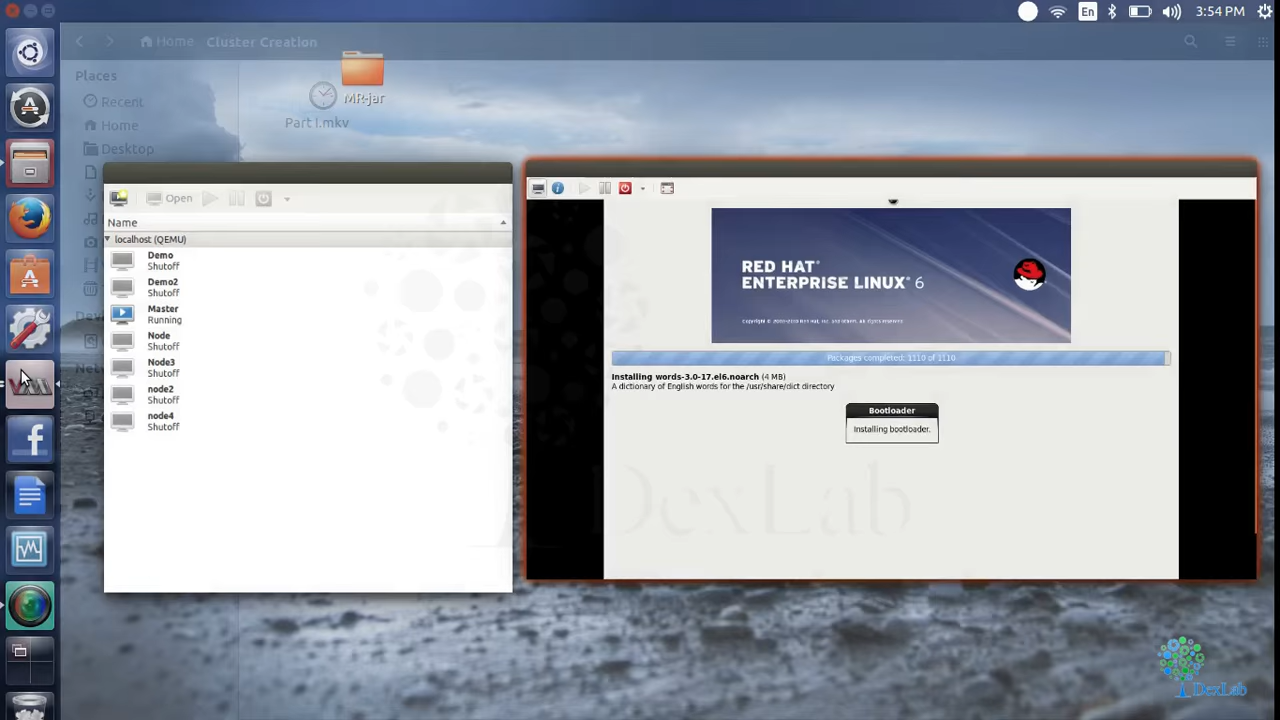 En
3:54 PM
Home
Cluster Creation
Places
Recent
Home
Desktop
MR-jar
Part I.mkv
Open
Name
localhost (QEMU)
Demo
Shutoff
Demo2
Shutoff
Master
Running
Node
Shutoff
Node3
Shutoff
node2
Shutoff
node4
Shutoff
RED HAT
ENTERPRISE LINUX 6
Packages completed: 1110 of 1110
Installing words-3.0-17.el6.noarch (4 MB)
A dictionary of English words for the /usr/share/dict directory
Bootloader
Installing bootloader.
DexLab
DexLab